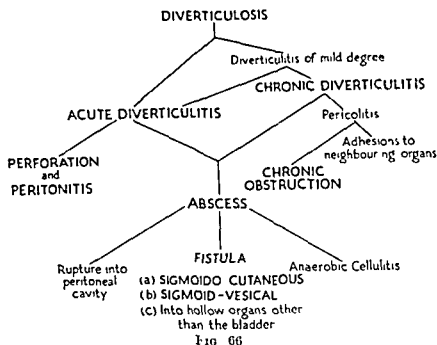 DIVERTICULOSIS
Diverticulitis of mild degree
CHRONIC DIVERTICULITIS
ACUTE DIVERTICULITIS
Pericolitis
PERFORATION
and
PERITONITIS
Adhesions to
neighbouring organs
CHRONIC
OBSTRUCTION
ABSCESS
Rupture into
peritoneal
cavity
FISTULA
(a) SIGMOIDO CUTANEOUS
(b) SIGMOID-VESICAL
(c) Into hollow organs other
than the bladder
Anaerobic Cellulitis
FIG 66